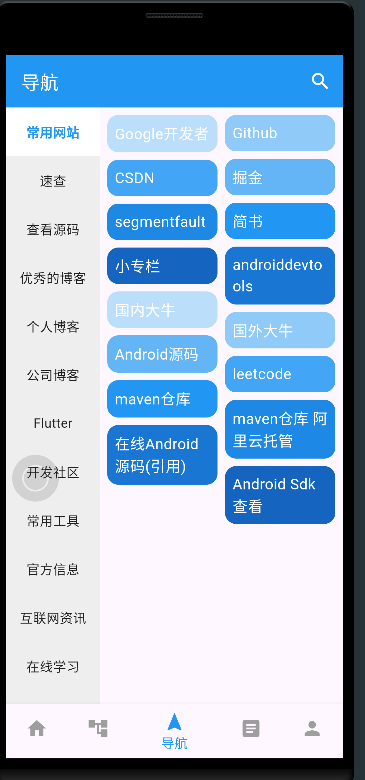 导航
常用网站
速查
查看源码
优秀的博客
个人博客
公司博客
Flutter
开发社区
常用工具
官方信息
互联网资讯
在线学习
Google开发者
Github
CSDN
掘金
segmentfault
简书
小专栏
androiddevto
ols
国内大牛
国外大牛
Android源码
leetcode
maven仓库
maven仓库 阿
里云托管
在线Android
源码(引用)
Android Sdk
查看
导航